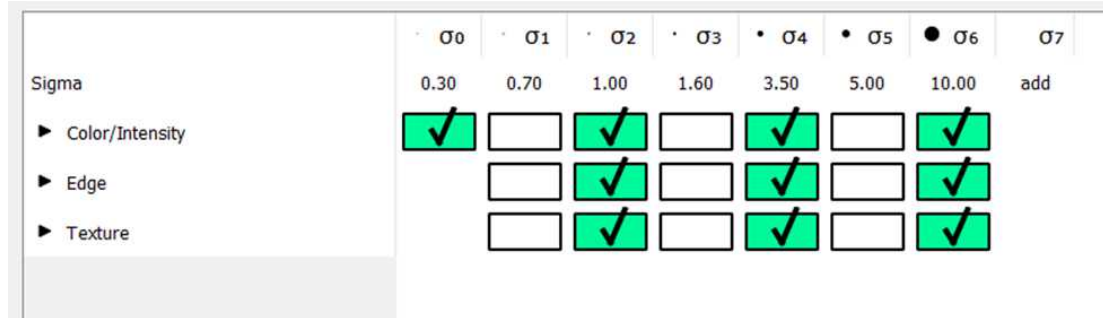 σ0 σ1 σ2 σ3 σ4 σ5 σ6 σ7
Sigma 0.30 0.70 1.00 1.60 3.50 5.00 10.00 add
Color/Intensity
Edge
Texture